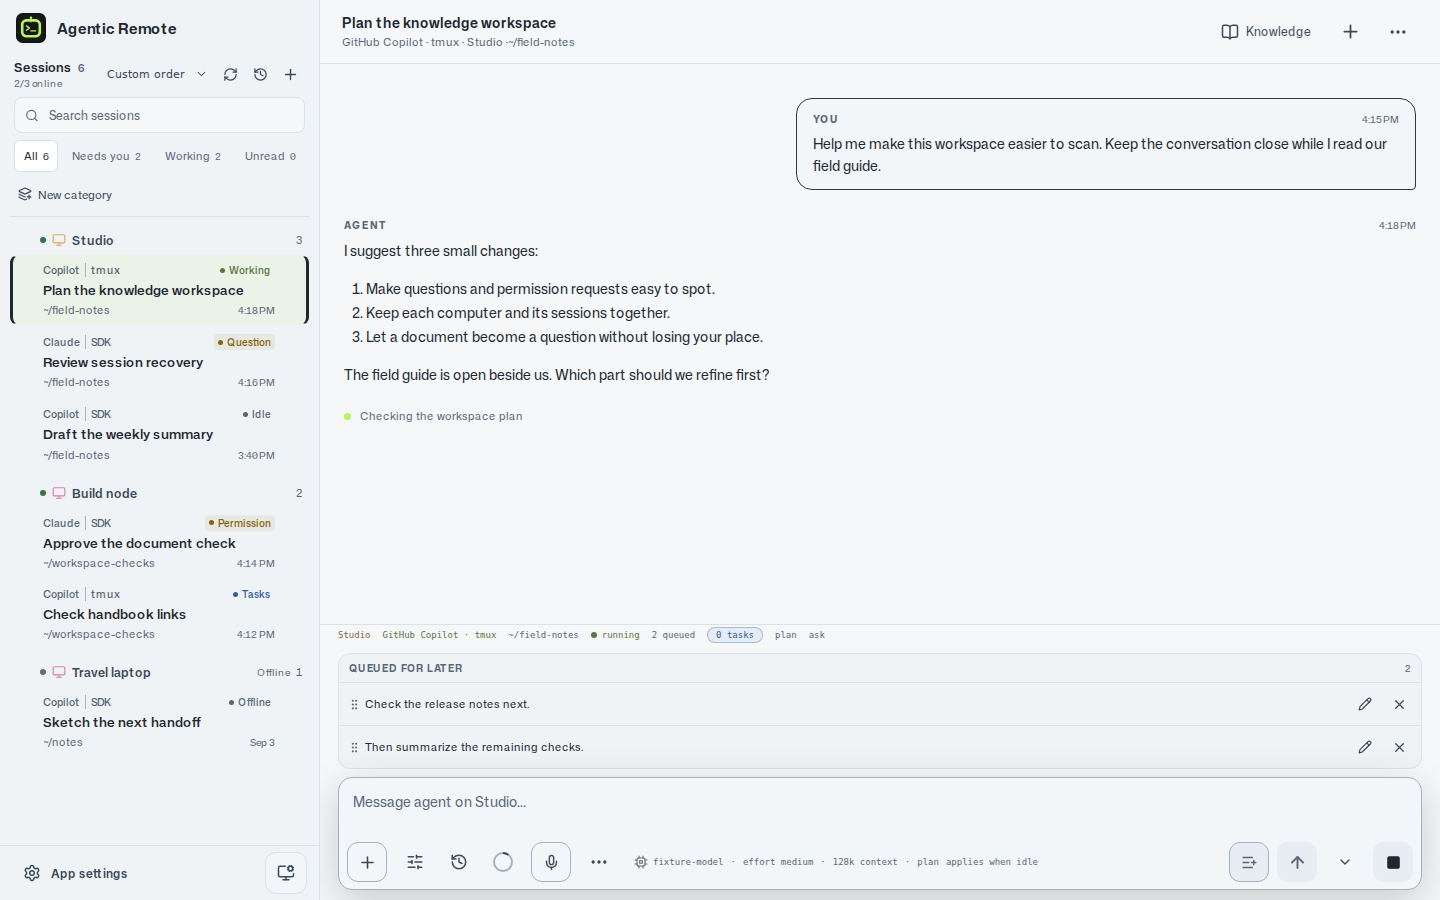 Agentic Remote
Sessions 6
2/3 online
Custom order
Search sessions
All 6
Needs you 2
Working 2
Unread 0
New category
Studio
3
Copilot | tmux
Working
Plan the knowledge workspace
~/field-notes
4:18 PM
Claude | SDK
Question
Review session recovery
~/field-notes
4:16 PM
Copilot | SDK
Idle
Draft the weekly summary
~/field-notes
3:40 PM
Build node
2
Claude | SDK
Permission
Approve the document check
~/workspace-checks
4:14 PM
Copilot | tmux
Tasks
Check handbook links
~/workspace-checks
4:12 PM
Travel laptop
Offline 1
Copilot | SDK
Offline
Sketch the next handoff
~/notes
Sep 3
App settings
Plan the knowledge workspace
GitHub Copilot · tmux · Studio · ~/field-notes
Knowledge
YOU
4:15 PM
Help me make this workspace easier to scan. Keep the conversation close while I read our
field guide.
AGENT
4:18 PM
I suggest three small changes:
1. Make questions and permission requests easy to spot.
2. Keep each computer and its sessions together.
3. Let a document become a question without losing your place.
The field guide is open beside us. Which part should we refine first?
Checking the workspace plan
Studio GitHub Copilot · tmux ~/field-notes running 2 queued 0 tasks plan ask
QUEUED FOR LATER
2
Check the release notes next.
Then summarize the remaining checks.
Message agent on Studio...
fixture-model · effort medium · 128k context · plan applies when idle